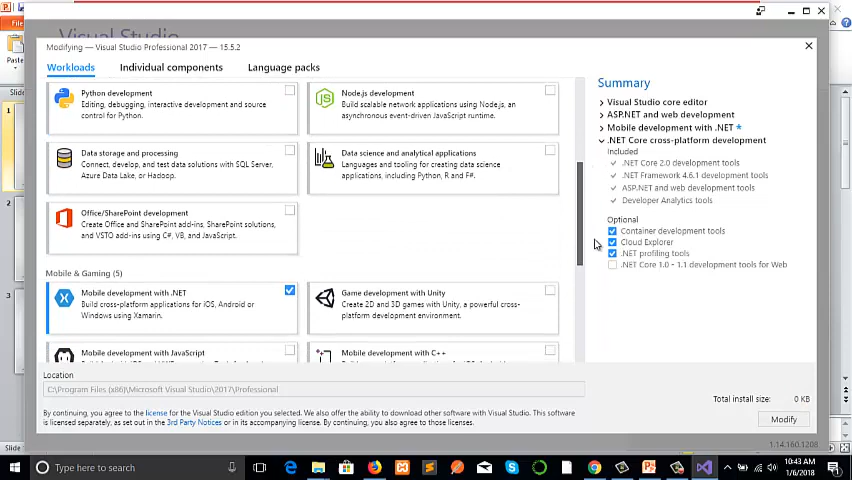 Visual Studio
File
Paste
Slide
1
2
3
Modifying — Visual Studio Professional 2017 — 15.5.2
Workloads
Individual components
Language packs
Python development
Editing, debugging, interactive development and source
control for Python.
Node.js development
Build scalable network applications using Node.js, an
asynchronous event-driven JavaScript runtime.
Data storage and processing
Connect, develop, and test data solutions with SQL Server,
Azure Data Lake, or Hadoop.
Data science and analytical applications
Languages and tooling for creating data science
applications, including Python, R and F#.
Office/SharePoint development
Create Office and SharePoint add-ins, SharePoint solutions,
and VSTO add-ins using C#, VB, and JavaScript.
Mobile & Gaming (5)
Mobile development with .NET
Build cross-platform applications for iOS, Android or
Windows using Xamarin.
Game development with Unity
Create 2D and 3D games with Unity, a powerful cross-
platform development environment.
Mobile development with JavaScript
Mobile development with C++
Summary
Visual Studio core editor
ASP.NET and web development
Mobile development with .NET *
.NET Core cross-platform development
Included
.NET Core 2.0 development tools
.NET Framework 4.6.1 development tools
ASP.NET and web development tools
Developer Analytics tools
Optional
Container development tools
Cloud Explorer
.NET profiling tools
.NET Core 1.0 - 1.1 development tools for Web
Location
C:\Program Files (x86)\Microsoft Visual Studio\2017\Professional
Total install size: 0 KB
By continuing, you agree to the license for the Visual Studio edition you selected. We also offer the ability to download other software with Visual Studio. This software
is licensed separately, as set out in the 3rd Party Notices or in its accompanying license. By continuing, you also agree to those licenses.
Modify
1.14.160.1208
Slide
Type here to search
10:43 AM
1/6/2018